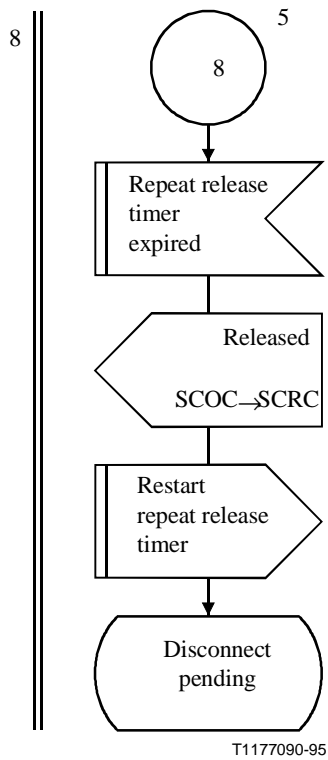 5
8
8
Repeat release
timer
expired
Released
SCOC→SCRC
Restart
repeat release
timer
Disconnect
pending
T1177090-95